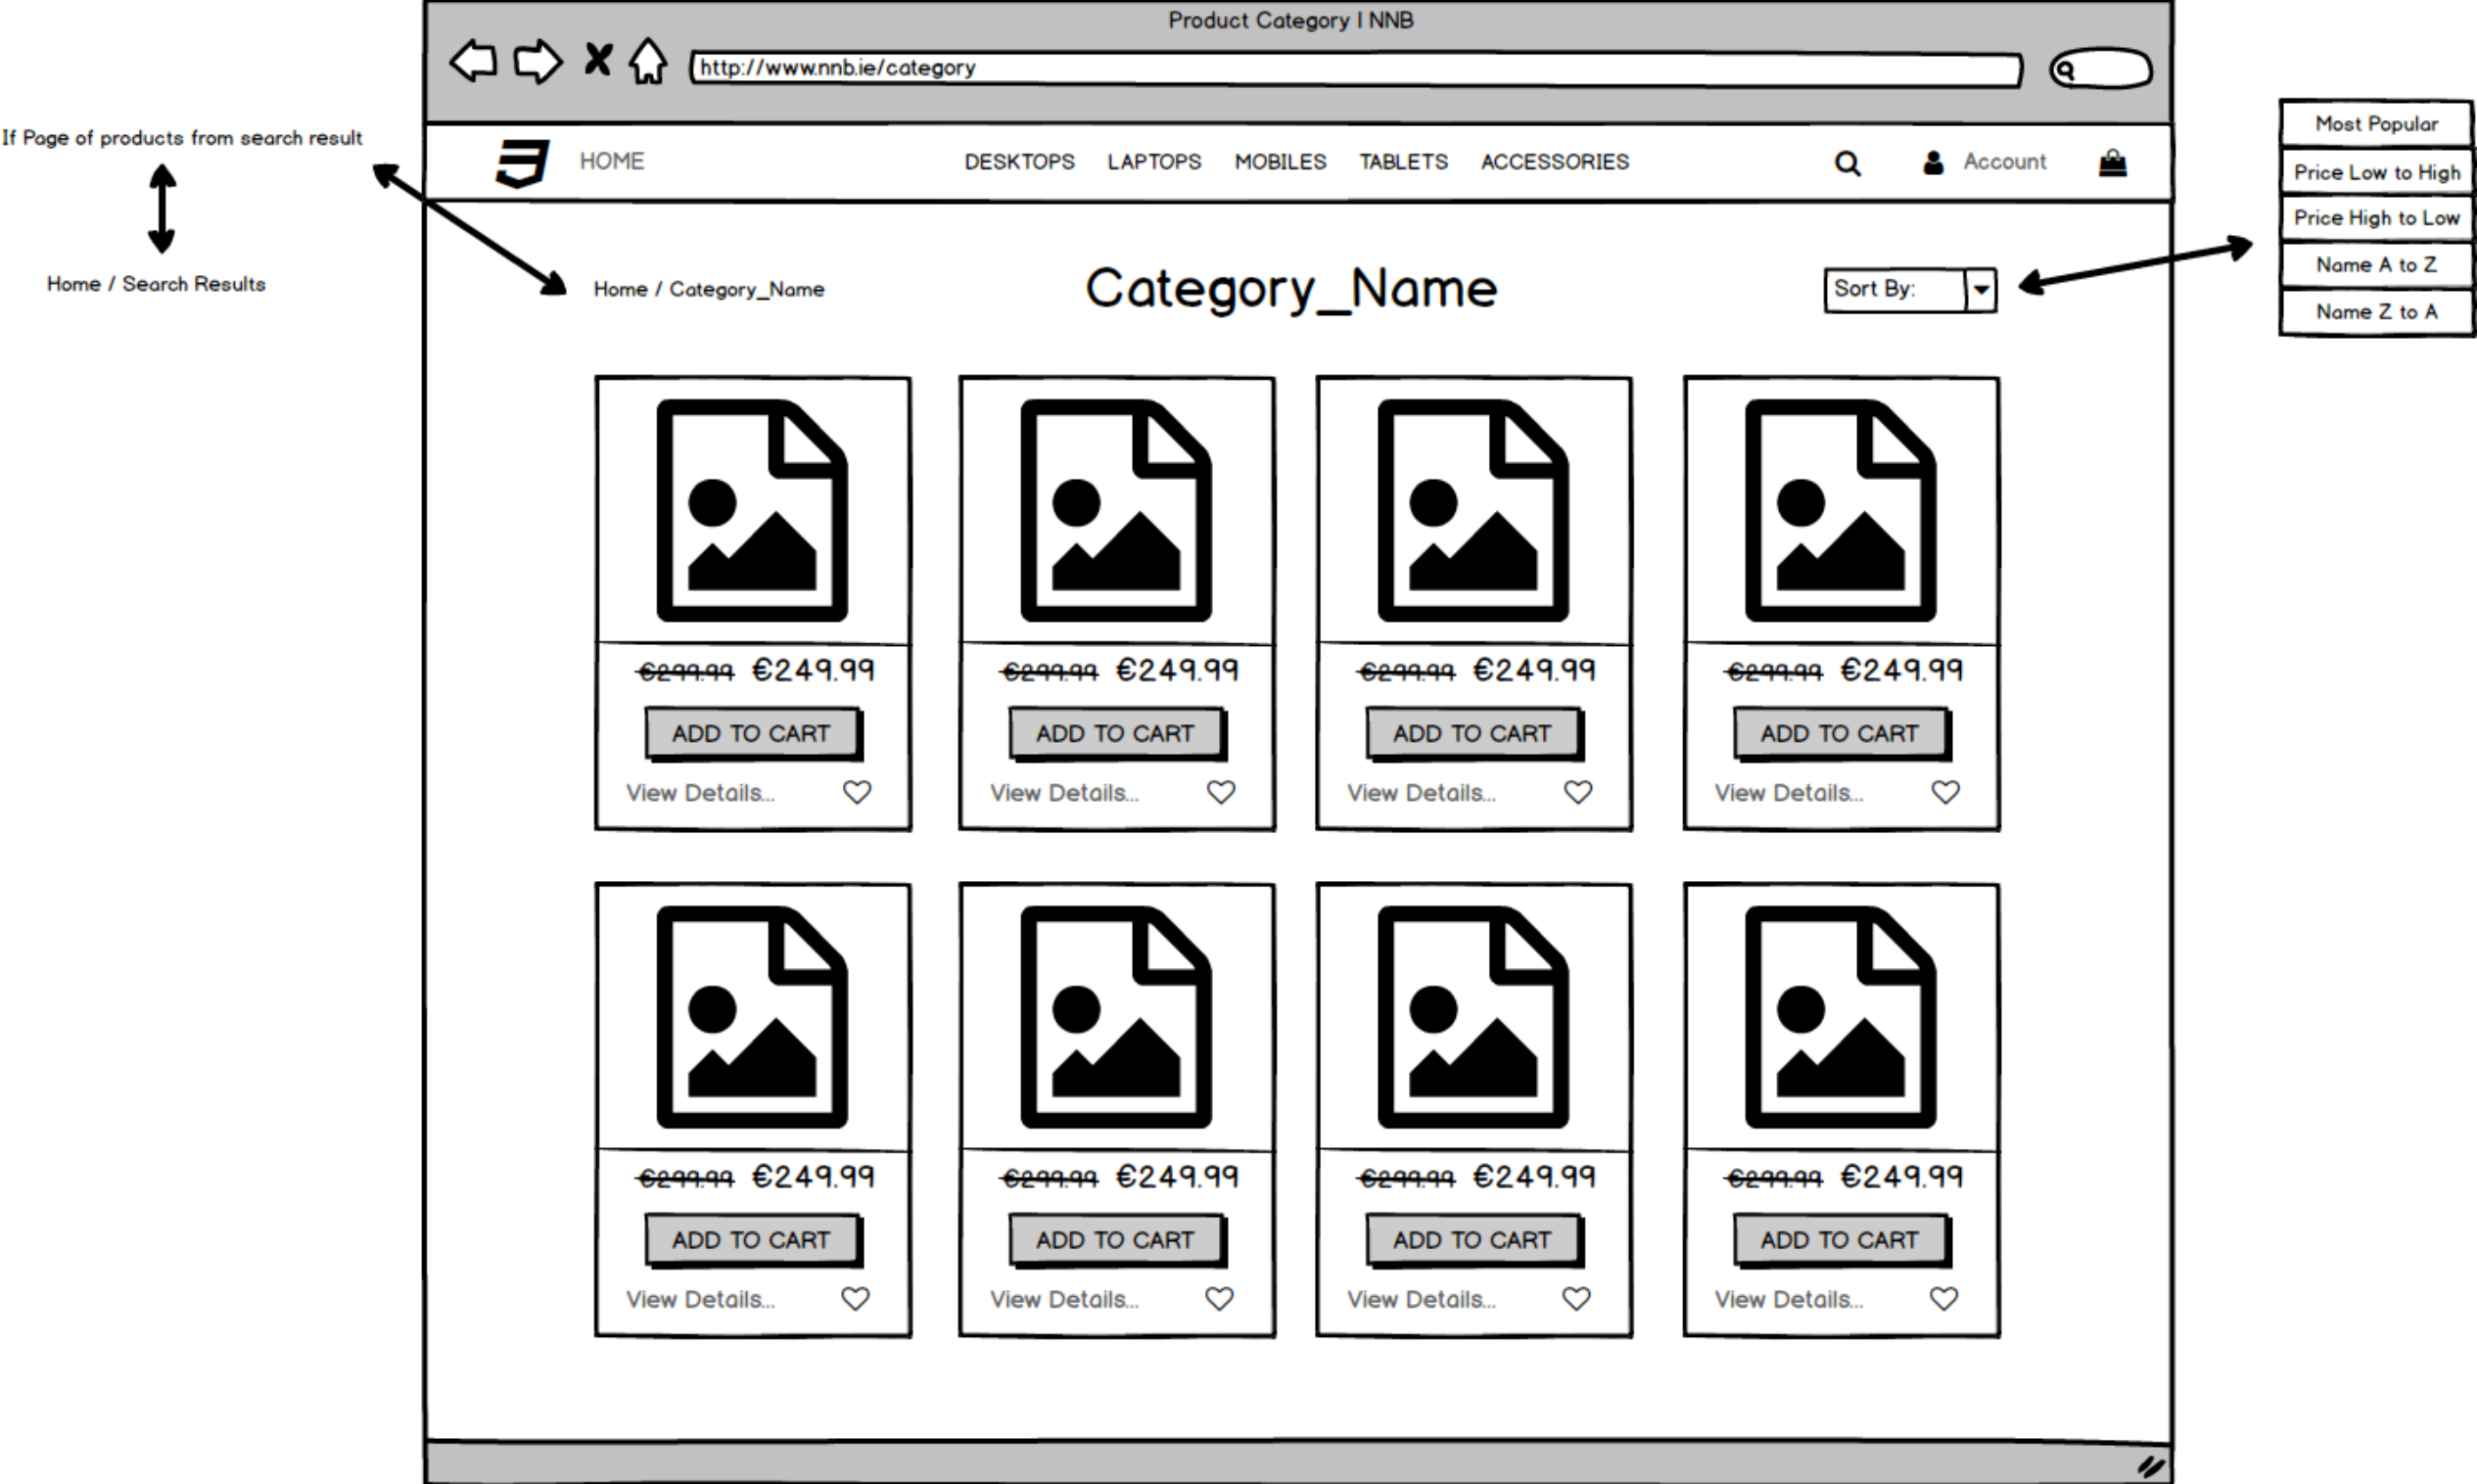 Product Category | NNB
http://www.nnb.ie/category
If Page of products from search result
Home / Search Results
HOME
DESKTOPS LAPTOPS MOBILES TABLETS ACCESSORIES
Account
Home / Category_Name
Category_Name
Sort By:
Most Popular
Price Low to High
Price High to Low
Name A to Z
Name Z to A
€299.99 €249.99 €299.99 €249.99 €299.99 €249.99 €299.99 €249.99
ADD TO CART ADD TO CART ADD TO CART ADD TO CART
View Details... View Details... View Details... View Details...
€299.99 €249.99 €299.99 €249.99 €299.99 €249.99 €299.99 €249.99
ADD TO CART ADD TO CART ADD TO CART ADD TO CART
View Details... View Details... View Details... View Details...